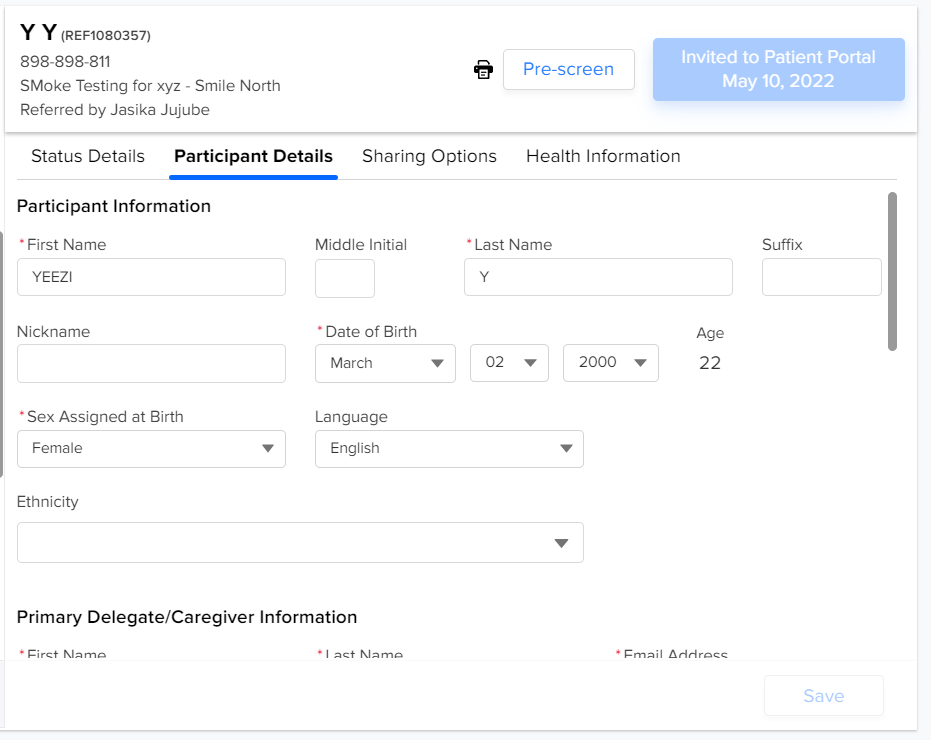 Y Y (REF1080357)
898-898-811
SMoke Testing for xyz - Smile North
Referred by Jasika Jujube
Pre-screen
Invited to Patient Portal
May 10, 2022
Status Details Participant Details Sharing Options Health Information
Participant Information
*First Name Middle Initial *Last Name Suffix
YEEZI Y
Nickname *Date of Birth Age
March 02 2000 22
*Sex Assigned at Birth Language
Female English
Ethnicity
Primary Delegate/Caregiver Information
*First Name *Last Name *Email Address
Save